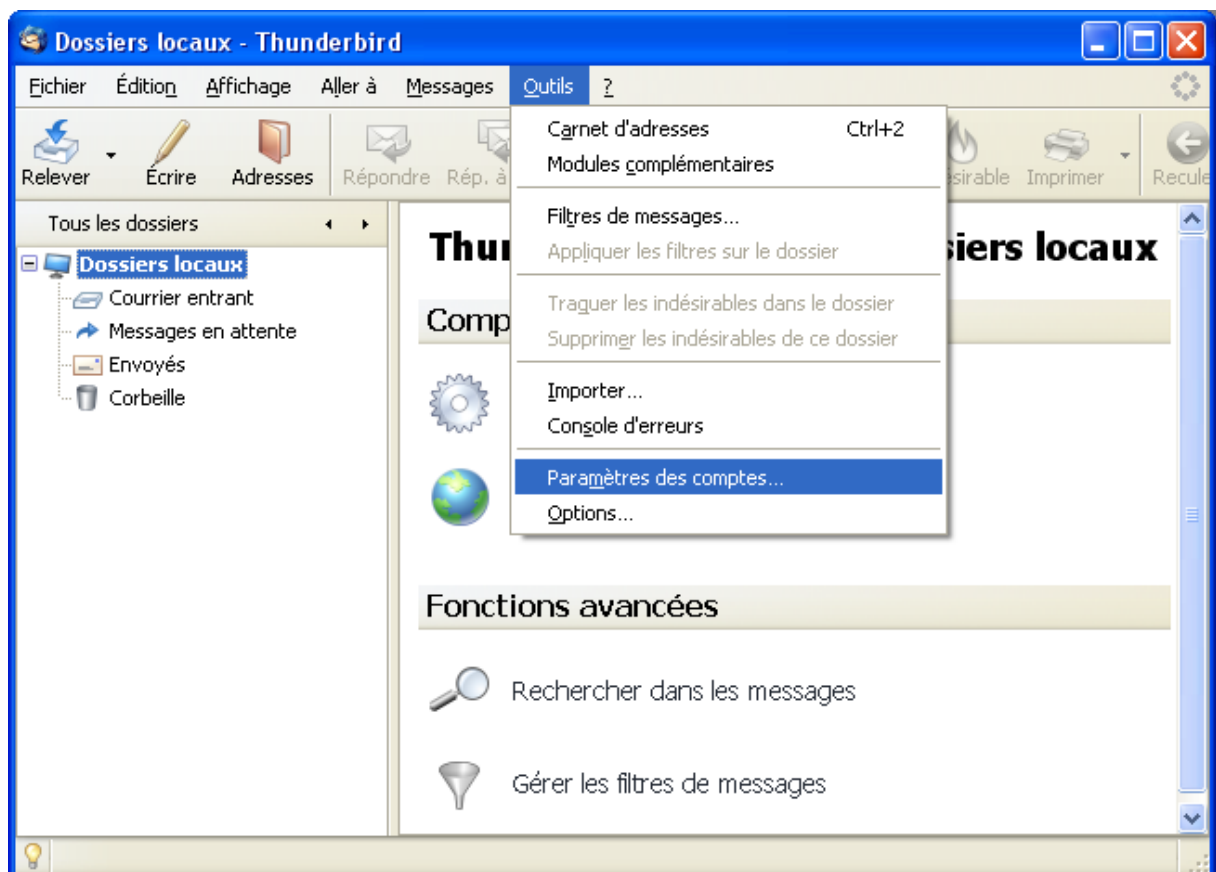 Dossiers locaux - Thunderbird
Fichier Édition Affichage Aller à Messages Outils ?
Relever Écrire Adresses Répondre Rép. à Imprimer
Carnet d'adresses Ctrl+2
Modules complémentaires
Filtres de messages...
Appliquer les filtres sur le dossier
Traquer les indésirables dans le dossier
Supprimer les indésirables de ce dossier
Importer...
Console d'erreurs
Paramètres des comptes...
Options...
Tous les dossiers
Dossiers locaux
Courrier entrant
Messages en attente
Envoyés
Corbeille
Thu siers locaux
Comp
Fonctions avancées
Rechercher dans les messages
Gérer les filtres de messages